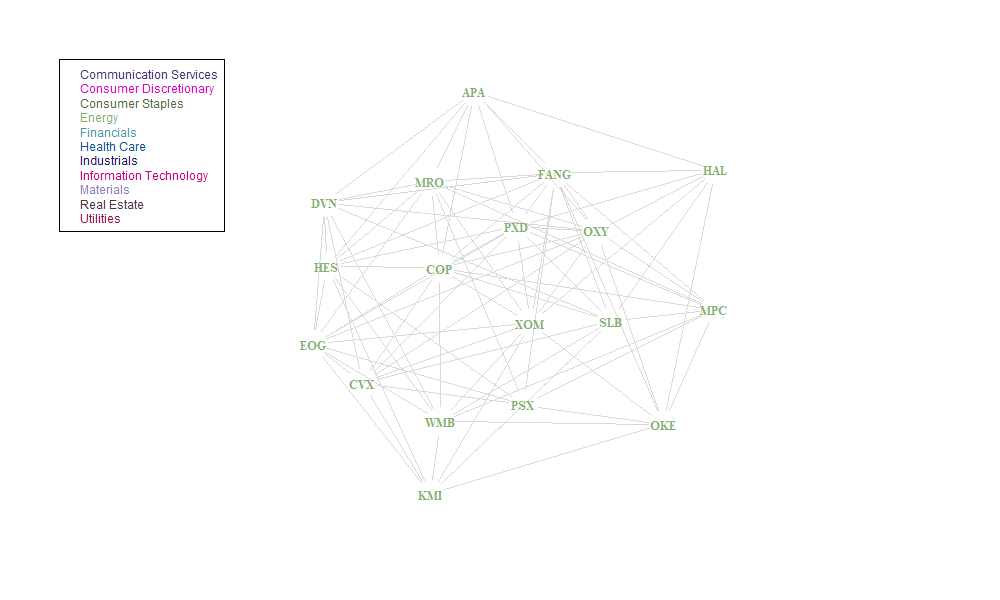 Communication Services
Consumer Discretionary
Consumer Staples
Energy
Financials
Health Care
Industrials
Information Technology
Materials
Real Estate
Utilities
APA
HAL
FANG
MRO
DVN
PXD
OXY
HES
COP
MPC
XOM
SLB
EOG
CVX
PSX
WMB
OKE
KMI